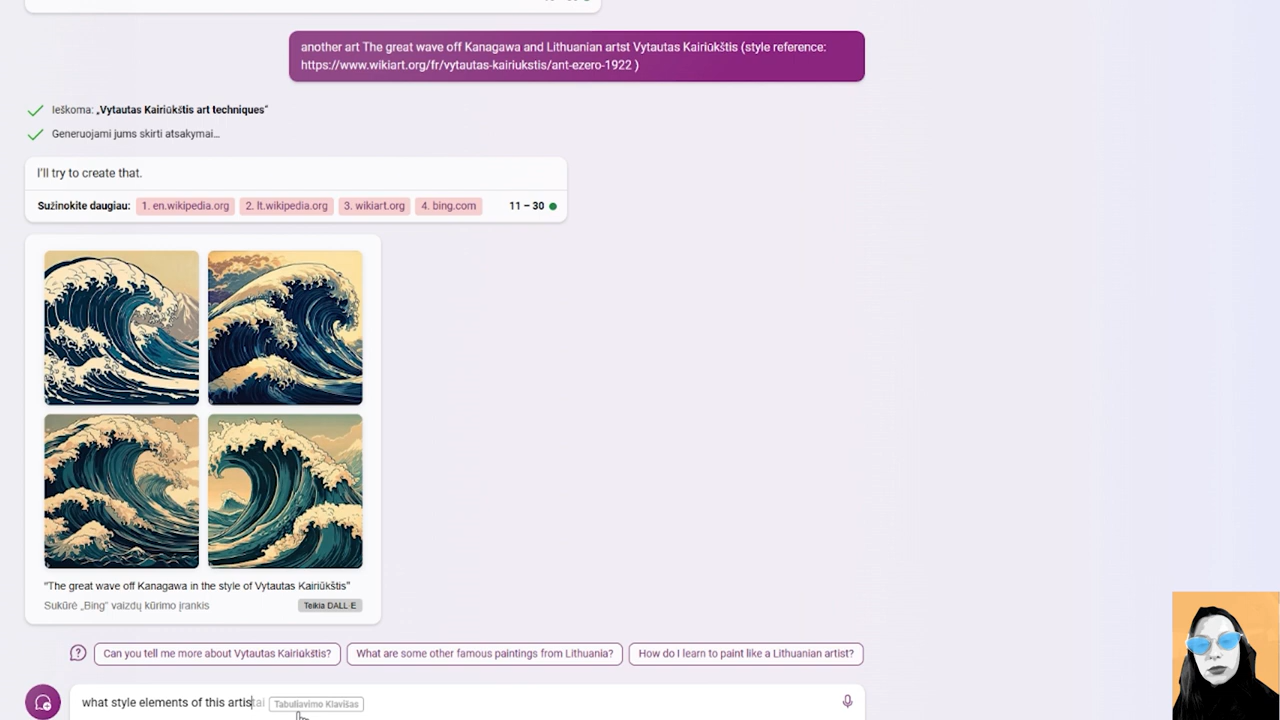 another art The great wave off Kanagawa and Lithuanian artst Vytautas Kairiūkštis (style reference:
https://www.wikiart.org/fr/vytautas-kairiukstis/ant-ezero-1922 )
Ieškoma: „Vytautas Kairiūkštis art techniques“
Generuojami jums skirti atsakymai...
I'll try to create that.
Sužinokite daugiau: 1. en.wikipedia.org 2. lt.wikipedia.org 3. wikiart.org 4. bing.com 11 – 30
"The great wave off Kanagawa in the style of Vytautas Kairiūkštis"
Sukūrė „Bing“ vaizdų kūrimo įrankis Teikia DALL·E
Can you tell me more about Vytautas Kairiūkštis? What are some other famous paintings from Lithuania? How do I learn to paint like a Lithuanian artist?
what style elements of this artistai Tabuliavimo Klavišas